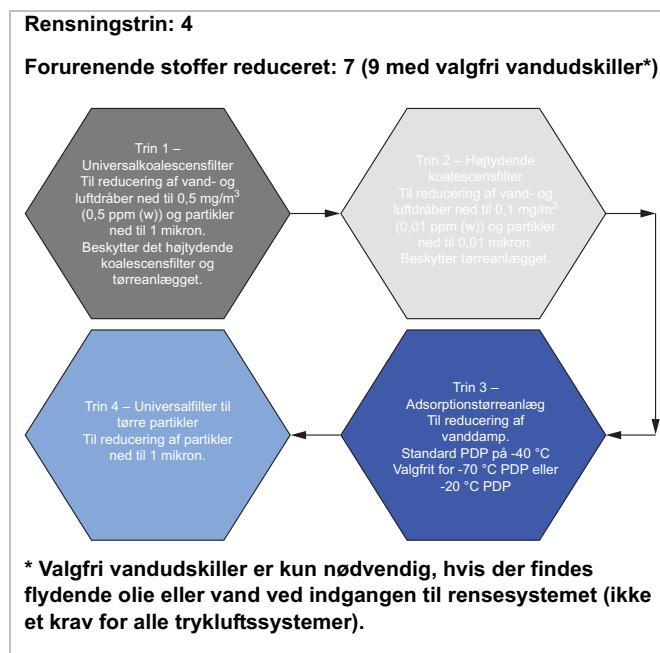 Rensningstrin: 4
Forurenende stoffer reduceret: 7 (9 med valgfri vandudskiller*)
Trin 1 –
Universalkoalescensfilter
Til reducering af vand- og
luftdråber ned til 0,5 mg/m³
(0,5 ppm (w)) og partikler
ned til 1 mikron.
Beskytter det højtydende
koalescensfilter og
tørreanlægget.
Trin 2 – Højtydende
koalescensfilter
Til reducering af vand- og
luftdråber ned til 0,1 mg/m³
(0,01 ppm (w)) og partikler
ned til 0,01 mikron.
Beskytter tørreanlægget.
Trin 3 –
Adsorptionstørreanlæg
Til reducering af
vanddamp.
Standard PDP på -40 °C
Valgfrit for -70 °C PDP eller
-20 °C PDP
Trin 4 – Universalfilter til
tørre partikler
Til reducering af partikler
ned til 1 mikron.
* Valgfri vandudskiller er kun nødvendig, hvis der findes
flydende olie eller vand ved indgangen til rensesystemet (ikke
et krav for alle trykluftssystemer).